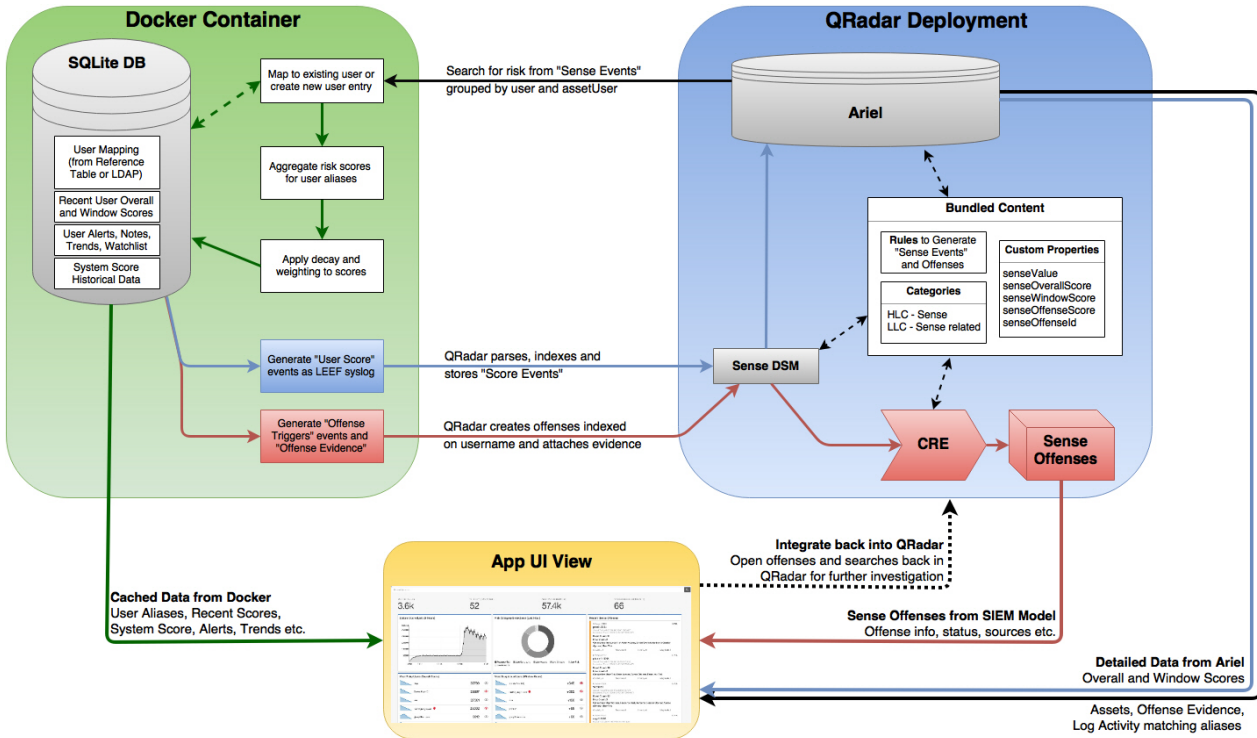 Docker Container
SQLite DB
User Mapping
(from Reference
Table or LDAP)
Recent User Overall
and Window Scores
User Alerts, Notes,
Trends, Watchlist
System Score
Historical Data
Map to existing user or
create new user entry
Aggregate risk scores
for user aliases
Apply decay and
weighting to scores
Generate "User Score"
events as LEEF syslog
Generate "Offense
Triggers" events and
"Offense Evidence"
Search for risk from "Sense Events"
grouped by user and assetUser
QRadar parses, indexes and
stores "Score Events"
QRadar creates offenses indexed
on username and attaches evidence
QRadar Deployment
Ariel
Bundled Content
Rules to Generate
"Sense Events"
and Offenses
Categories
HLC - Sense
LLC - Sense related
Custom Properties
senseValue
senseOverallScore
senseWindowScore
senseOffenseScore
senseOffenseId
Sense DSM
CRE
Sense
Offenses
App UI View
3.6k
52
57.4k
66
Integrate back into QRadar
Open offenses and searches back in
QRadar for further investigation
Cached Data from Docker
User Aliases, Recent Scores,
System Score, Alerts, Trends etc.
Sense Offenses from SIEM Model
Offense info, status, sources etc.
Detailed Data from Ariel
Overall and Window Scores
Assets, Offense Evidence,
Log Activity matching aliases